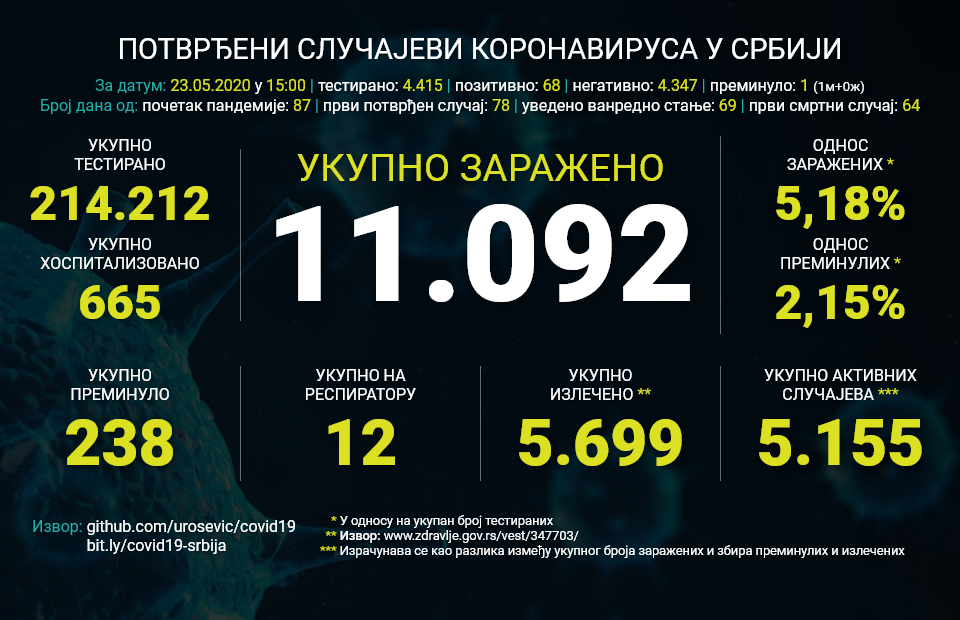 ПОТВРЂЕНИ СЛУЧАЈЕВИ КОРОНАВИРУСА У СРБИЈИ
За датум: 23.05.2020 у 15:00 | тестирано: 4.415 | позитивно: 68 | негативно: 4.347 | преминуло: 1 (1м+0ж)
Број дана од: почетак пандемије: 87 | први потврђен случај: 78 | уведено ванредно стање: 69 | први смртни случај: 64
УКУПНО
ТЕСТИРАНО
214.212
УКУПНО
ХОСПИТАЛИЗОВАНО
665
УКУПНО ЗАРАЖЕНО
11.092
ОДНОС
ЗАРАЖЕНИХ *
5,18%
ОДНОС
ПРЕМИНУЛИХ *
2,15%
УКУПНО
ПРЕМИНУЛО
238
УКУПНО НА
РЕСПИРАТОРУ
12
УКУПНО
ИЗЛЕЧЕНО **
5.699
УКУПНО АКТИВНИХ
СЛУЧАЈЕВА ***
5.155
Извор: github.com/urosevic/covid19
bit.ly/covid19-srbija
* У односу на укупан број тестираних
** Извор: www.zdravlje.gov.rs/vest/347703/
*** Израчунава се као разлика између укупног броја заражених и збира преминулих и излечених